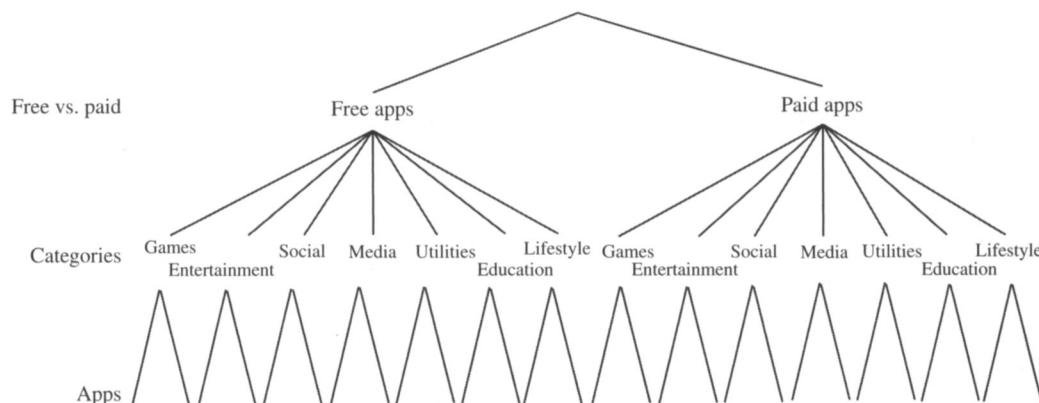 Free vs. paid
Free apps
Paid apps
Categories
Games
Entertainment
Social
Media
Utilities
Education
Lifestyle
Games
Entertainment
Social
Media
Utilities
Education
Lifestyle
Apps